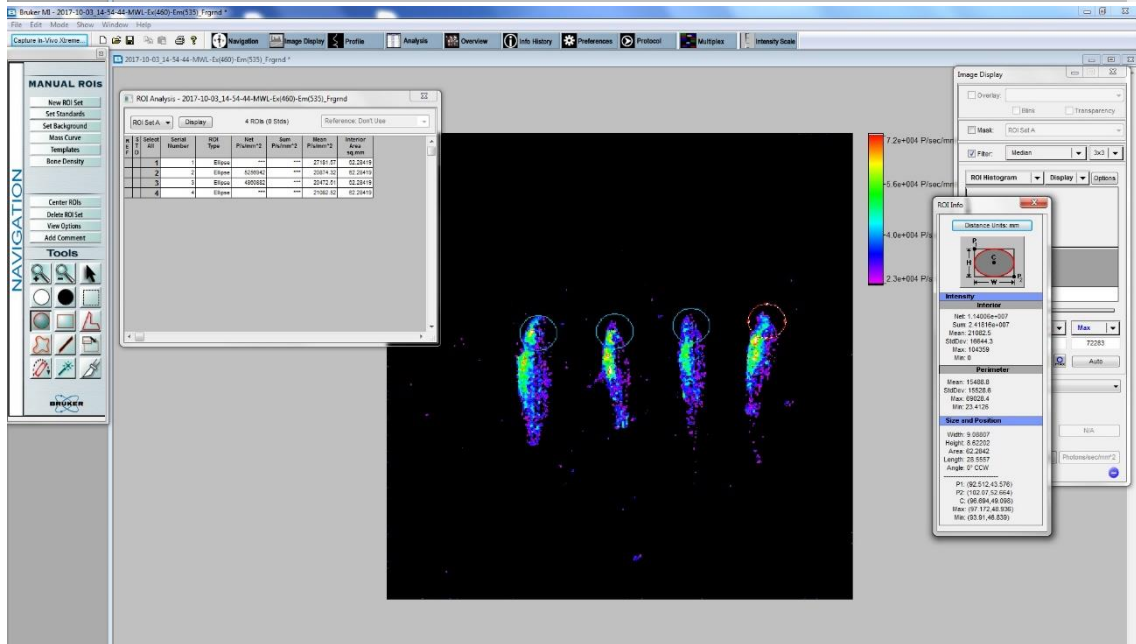 Bruker MI - 2017-10-03_14-54-44-MWL-Ex(460)-Em(535)_Frgrnd *
File Edit Mode Show Window Help
Capture In-Vivo Xtreme... Navigation Image Display Profile Analysis Overview Info History Preferences Protocol Multiplex Intensity Scale
2017-10-03_14-54-44-MWL-Ex(460)-Em(535)_Frgrnd *
NAVIGATION
MANUAL ROIs
New ROI Set
Set Standards
Set Background
Mass Curve
Templates
Bone Density
Center ROIs
Delete ROI Set
View Options
Add Comment
Tools
BRUKER
ROI Analysis - 2017-10-03_14-54-44-MWL-Ex(460)-Em(535)_Frgrnd
ROI Set A Display 4 ROIs (0 Stds) Reference: Don't Use
REF STD Select All Serial Number ROI Type Net P/s/mm^2 Sum P/s/mm^2 Mean P/s/mm^2 Interior Area sq.mm
1 1 Ellipse *** *** 27181.57 62.28419
2 2 Ellipse *** 62.28419
3 3 Ellipse *** 62.28419
4 4 Ellipse *** *** 21082.52 62.28419
7.2e+004 P/sec/mm
5.6e+004 P/sec/mm
4.0e+004 P/s
2.3e+004 P/s
Image Display
Overlay:
Blink Transparency
Mask: ROI Set A
Filter: Median 3x3
ROI Histogram Display Options
Max
72283
Auto
N/A
Photons/sec/mm^2
ROI Info
Distance Units: mm
P1
H
C
P2
W
Intensity
Interior
Net: 1.14006e+007
Sum: 2.41816e+007
Mean: 21082.5
StdDev: 16644.3
Max: 104359
Min: 0
Perimeter
Mean: 15488.8
StdDev: 15528.6
Max: 69028.4
Min: 23.4126
Size and Position
Width: 9.08807
Height: 8.62202
Area: 62.2842
Length: 28.5557
Angle: 0° CCW
P1: (92.512,43.576)
P2: (102.07,52.664)
C: (96.694,49.098)
Max: (97.172,48.936)
Min: (93.91,46.839)